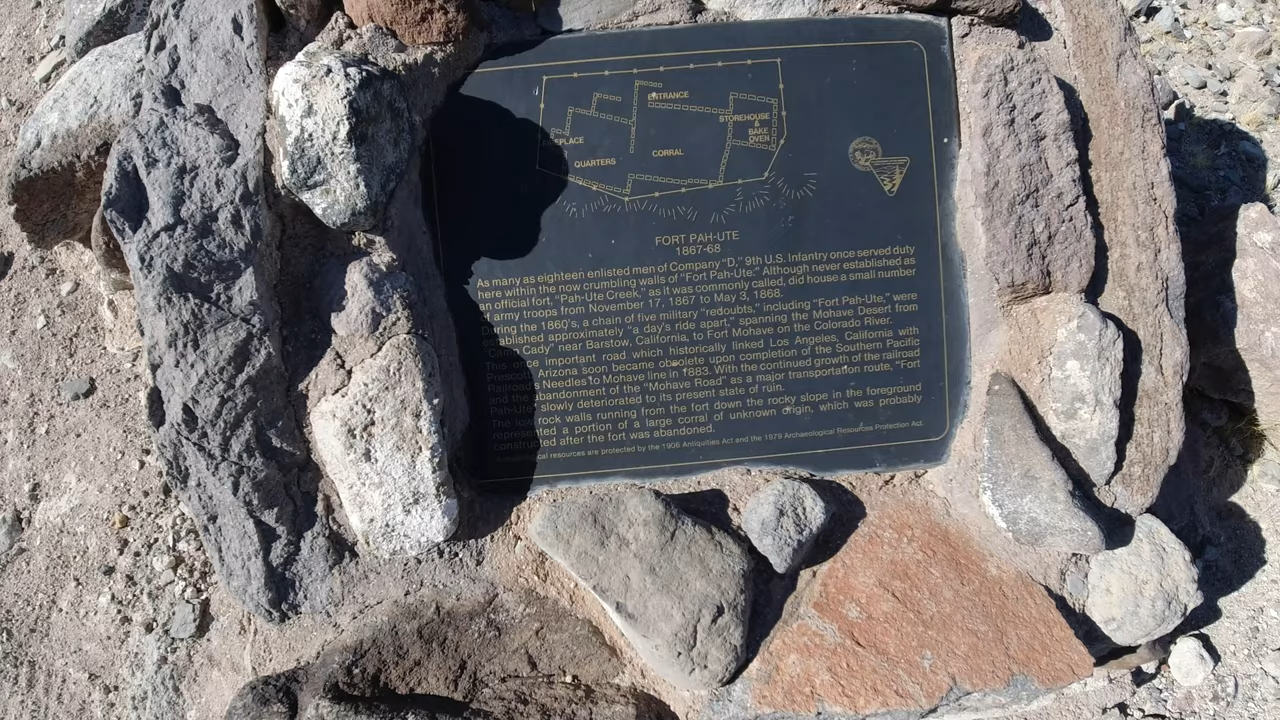 ENTRANCE
STOREHOUSE
&
BAKE
OVEN
FIREPLACE
QUARTERS
CORRAL
FORT PAH-UTE
1867-68
As many as eighteen enlisted men of Company "D," 9th U.S. Infantry once served duty
here within the now crumbling walls of "Fort Pah-Ute." Although never established as
an official fort, "Pah-Ute Creek," as it was commonly called, did house a small number
of army troops from November 17, 1867 to May 3, 1868.
During the 1860's, a chain of five military "redoubts," including "Fort Pah-Ute," were
established approximately "a day's ride apart," spanning the Mohave Desert from
"Camp Cady" near Barstow, California, to Fort Mohave on the Colorado River.
This once important road which historically linked Los Angeles, California with
Prescott, Arizona soon became obsolete upon completion of the Southern Pacific
Railroad's Needles to Mohave line in 1883. With the continued growth of the railroad
and the abandonment of the "Mohave Road" as a major transportation route, "Fort
Pah-Ute" slowly deteriorated to its present state of ruin.
The low rock walls running from the fort down the rocky slope in the foreground
represented a portion of a large corral of unknown origin, which was probably
constructed after the fort was abandoned.
resources are protected by the 1906 Antiquities Act and the 1979 Archaeological Resources Protection Act.